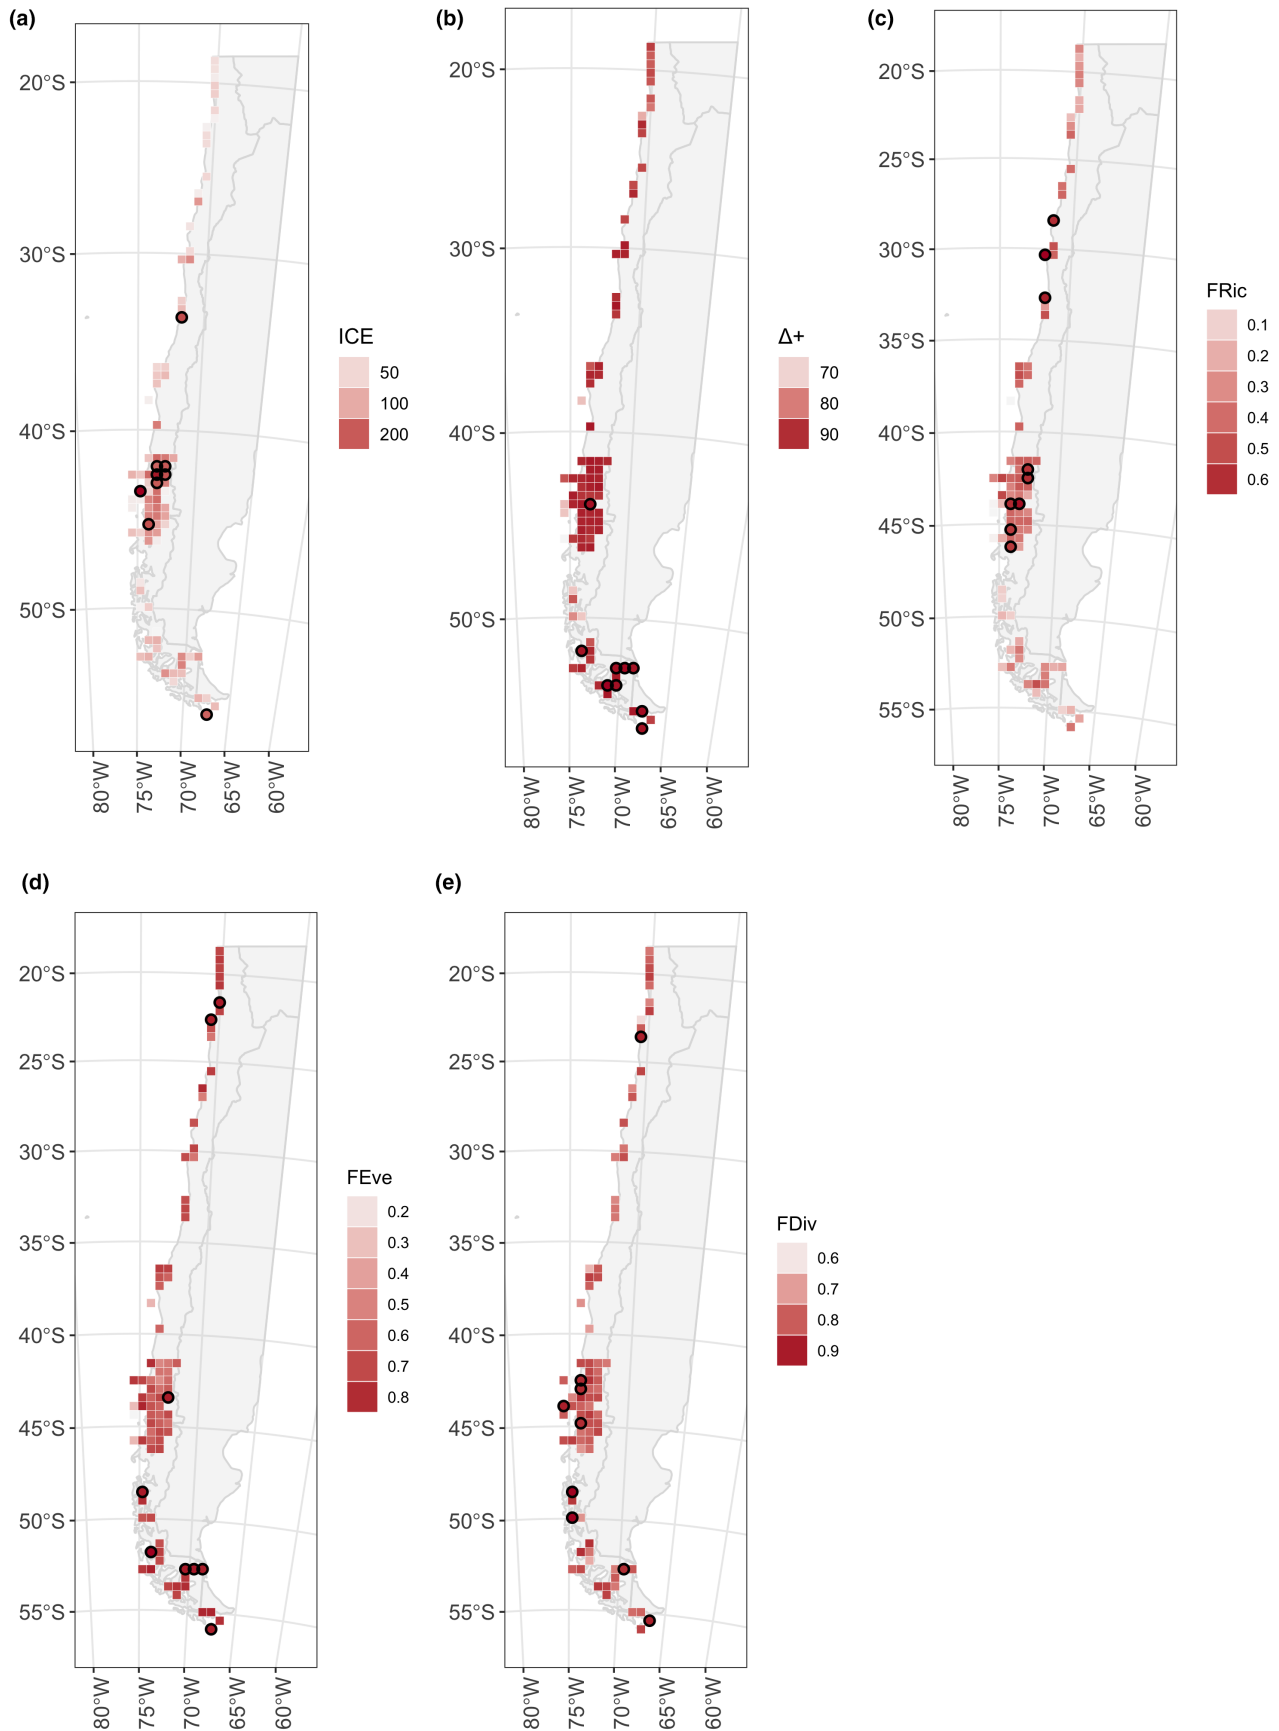 (a)
20°S
30°S
40°S
50°S
80°W
75°W
70°W
65°W
60°W
ICE
50
100
200
(b)
20°S
30°S
40°S
50°S
80°W
75°W
70°W
65°W
60°W
Δ+
70
80
90
(c)
20°S
25°S
30°S
35°S
40°S
45°S
50°S
55°S
80°W
75°W
70°W
65°W
60°W
FRic
0.1
0.2
0.3
0.4
0.5
0.6
(d)
20°S
25°S
30°S
35°S
40°S
45°S
50°S
55°S
80°W
75°W
70°W
65°W
60°W
FEve
0.2
0.3
0.4
0.5
0.6
0.7
0.8
(e)
20°S
25°S
30°S
35°S
40°S
45°S
50°S
55°S
80°W
75°W
70°W
65°W
60°W
FDiv
0.6
0.7
0.8
0.9